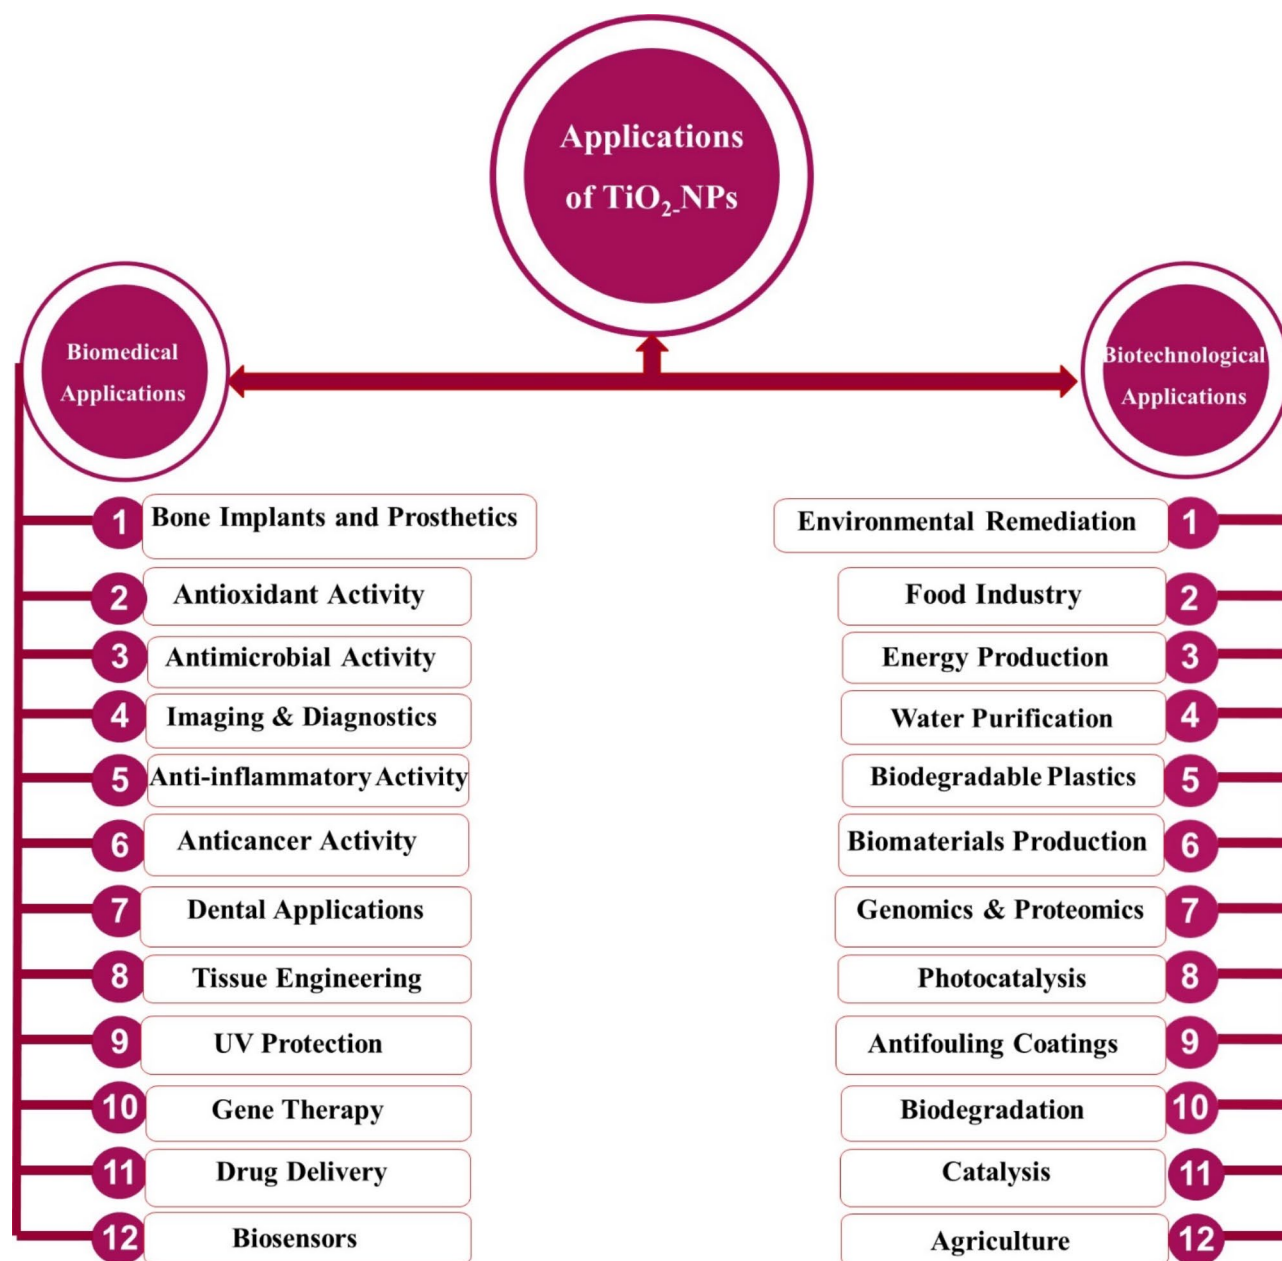 Applications
of TiO₂-NPs
Biomedical
Applications
Biotechnological
Applications
1 Bone Implants and Prosthetics
2 Antioxidant Activity
3 Antimicrobial Activity
4 Imaging & Diagnostics
5 Anti-inflammatory Activity
6 Anticancer Activity
7 Dental Applications
8 Tissue Engineering
9 UV Protection
10 Gene Therapy
11 Drug Delivery
12 Biosensors
Environmental Remediation 1
Food Industry 2
Energy Production 3
Water Purification 4
Biodegradable Plastics 5
Biomaterials Production 6
Genomics & Proteomics 7
Photocatalysis 8
Antifouling Coatings 9
Biodegradation 10
Catalysis 11
Agriculture 12